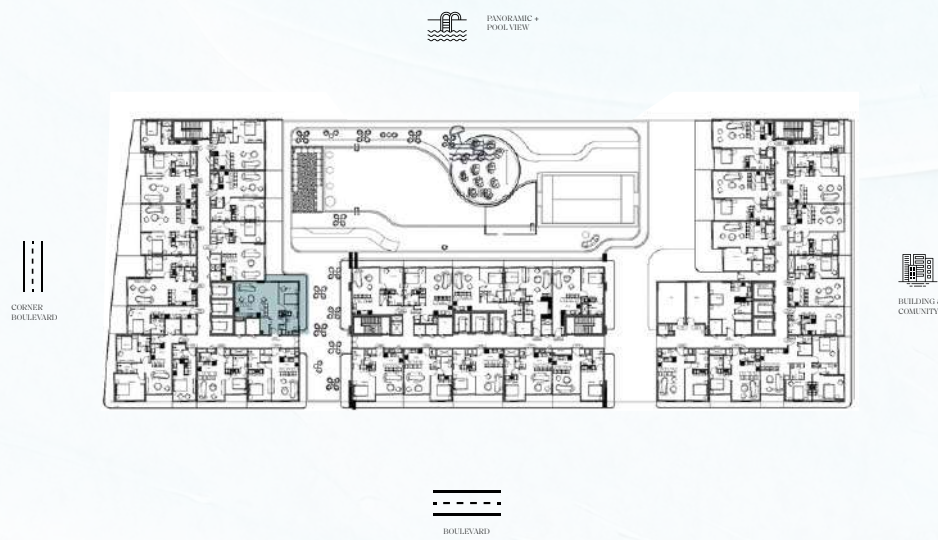 PANORAMIC +
POOL VIEW
CORNER
BOULEVARD
BUILDING &
COMUNITY
BOULEVARD